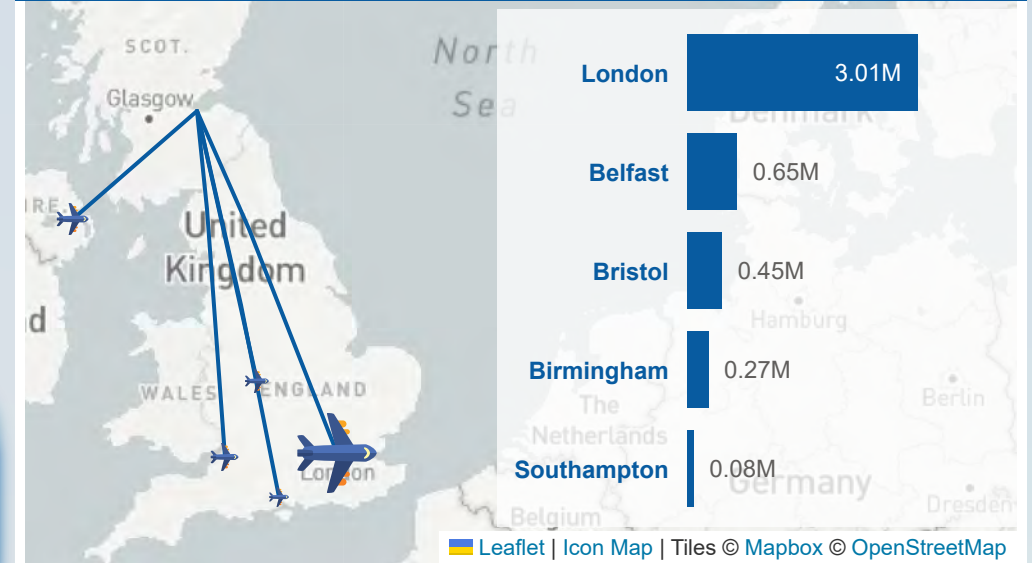 SCOT.
Glasgow
North
Sea
IRE.
United
Kingdom
d
WALES
ENGLAND
London
London 3.01M
Denmark
Belfast 0.65M
Bristol 0.45M
Hamburg
Birmingham 0.27M
The
Netherlands
Berlin
Southampton 0.08M
Germany
Belgium
Dresden
Leaflet | Icon Map | Tiles © Mapbox © OpenStreetMap